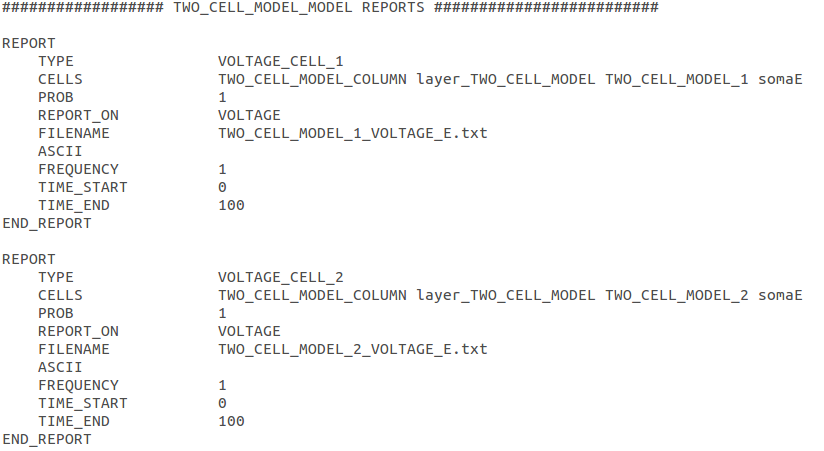 ################## TWO_CELL_MODEL_MODEL REPORTS #########################
REPORT
TYPE VOLTAGE_CELL_1
CELLS TWO_CELL_MODEL_COLUMN layer_TWO_CELL_MODEL TWO_CELL_MODEL_1 somaE
PROB 1
REPORT_ON VOLTAGE
FILENAME TWO_CELL_MODEL_1_VOLTAGE_E.txt
ASCII
FREQUENCY 1
TIME_START 0
TIME_END 100
END_REPORT
REPORT
TYPE VOLTAGE_CELL_2
CELLS TWO_CELL_MODEL_COLUMN layer_TWO_CELL_MODEL TWO_CELL_MODEL_2 somaE
PROB 1
REPORT_ON VOLTAGE
FILENAME TWO_CELL_MODEL_2_VOLTAGE_E.txt
ASCII
FREQUENCY 1
TIME_START 0
TIME_END 100
END_REPORT